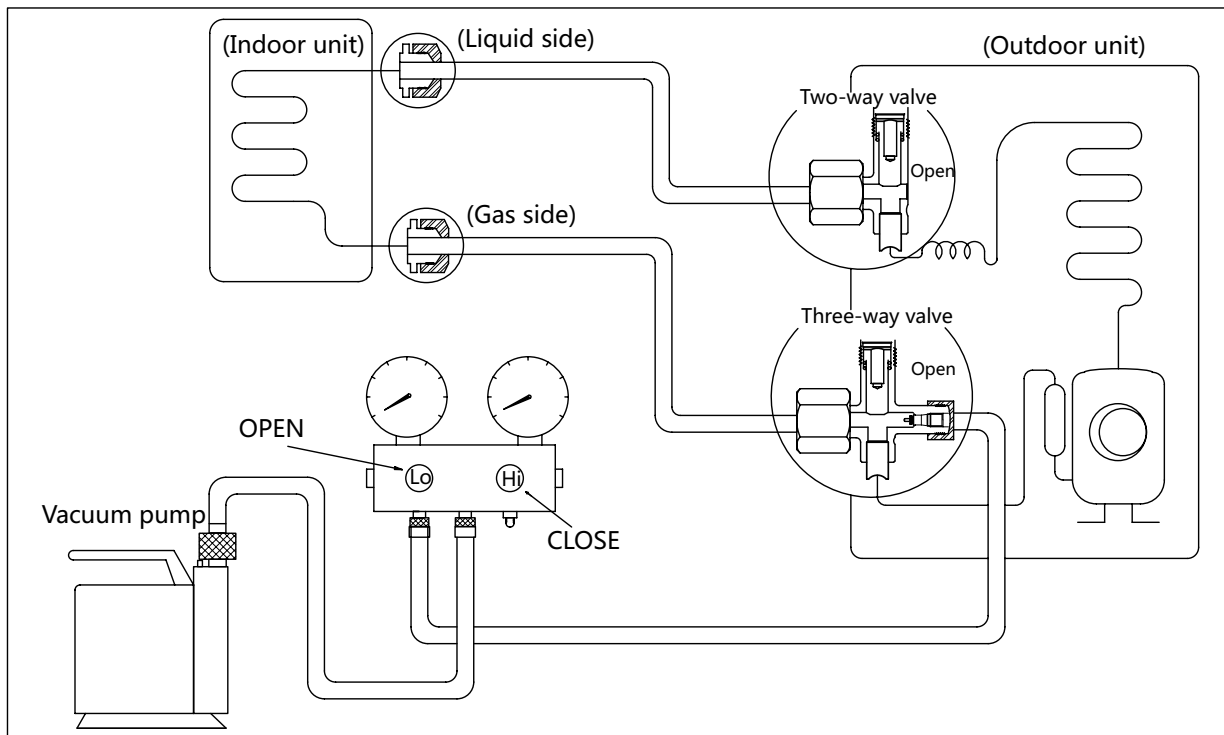 (Indoor unit)
(Liquid side)
(Outdoor unit)
Two-way valve
Open
(Gas side)
Three-way valve
Open
OPEN
Lo
Hi
CLOSE
Vacuum pump